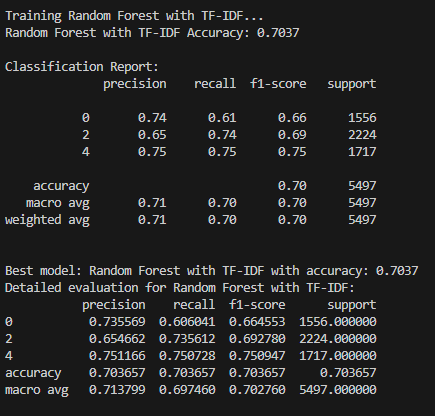 Training Random Forest with TF-IDF...
Random Forest with TF-IDF Accuracy: 0.7037
Classification Report:
precision recall f1-score support
0 0.74 0.61 0.66 1556
2 0.65 0.74 0.69 2224
4 0.75 0.75 0.75 1717
accuracy 0.70 5497
macro avg 0.71 0.70 0.70 5497
weighted avg 0.71 0.70 0.70 5497
Best model: Random Forest with TF-IDF with accuracy: 0.7037
Detailed evaluation for Random Forest with TF-IDF:
precision recall f1-score support
0 0.735569 0.606041 0.664553 1556.000000
2 0.654662 0.735612 0.692780 2224.000000
4 0.751166 0.750728 0.750947 1717.000000
accuracy 0.703657 0.703657 0.703657 0.703657
macro avg 0.713799 0.697460 0.702760 5497.000000